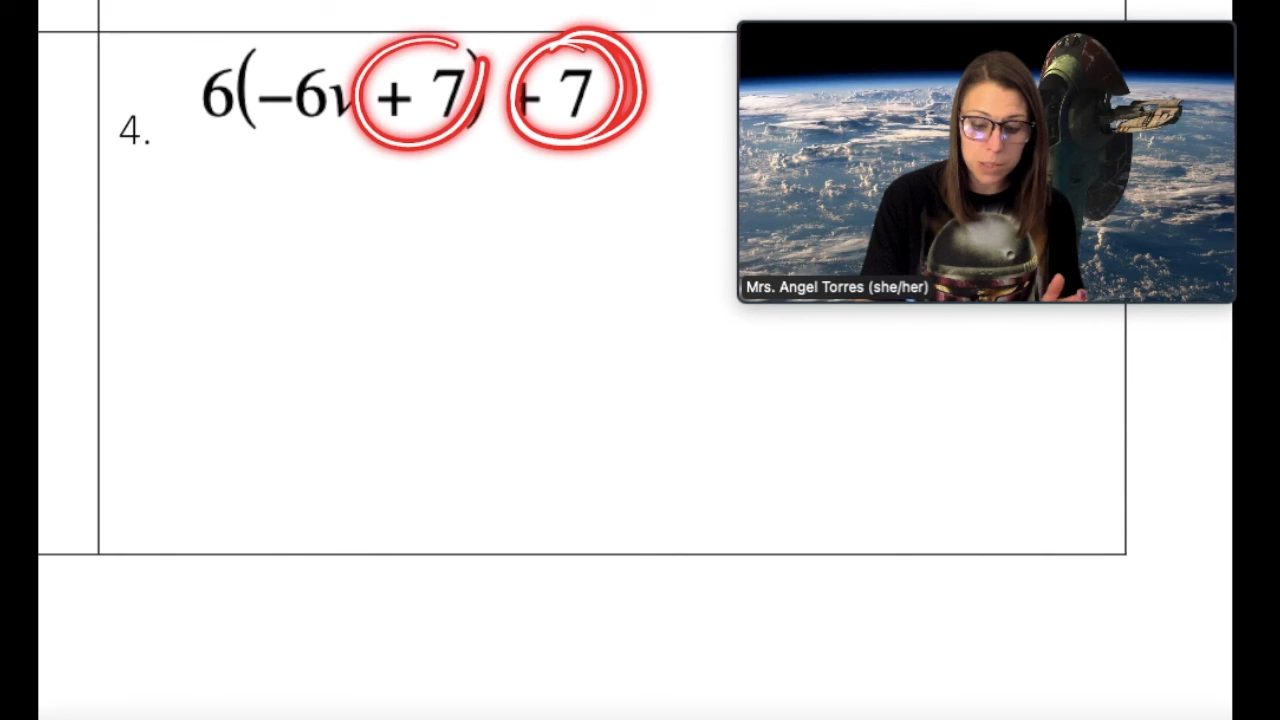 6(−6v + 7) + 7
4.
Mrs. Angel Torres (she/her)